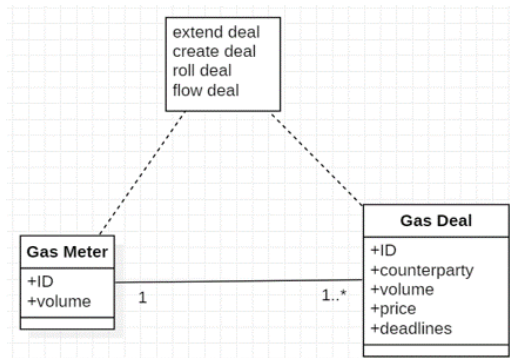 extend deal
create deal
roll deal
flow deal
Gas Meter
+ID
+volume
1
1..*
Gas Deal
+ID
+counterparty
+volume
+price
+deadlines